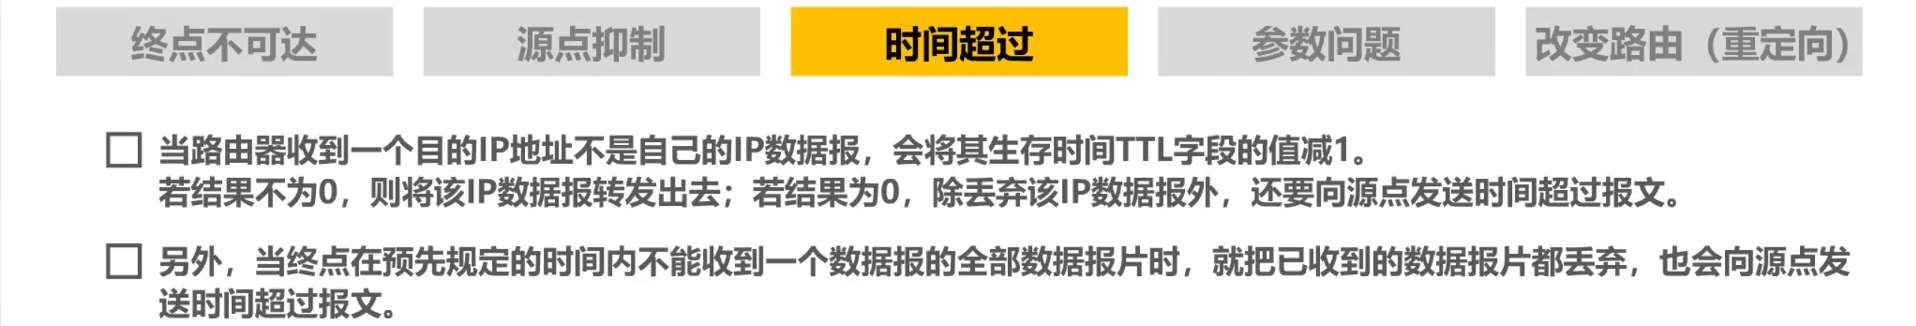 终点不可达
源点抑制
时间超过
参数问题
改变路由（重定向）
当路由器收到一个目的IP地址不是自己的IP数据报，会将其生存时间TTL字段的值减1。
若结果不为0，则将该IP数据报转发出去；若结果为0，除丢弃该IP数据报外，还要向源点发送时间超过报文。
另外，当终点在预先规定的时间内不能收到一个数据报的全部数据报片时，就把已收到的数据报片都丢弃，也会向源点发
送时间超过报文。